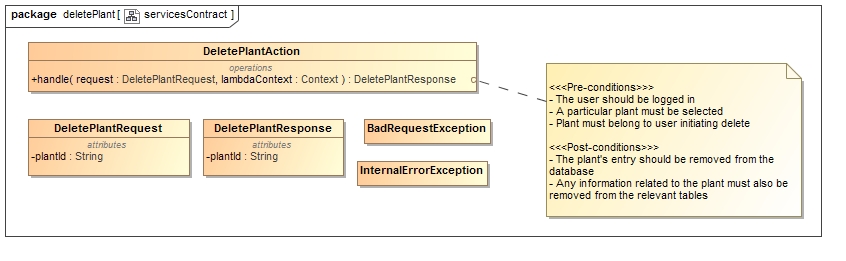 package deletePlant[ servicesContract ]
DeletePlantAction
operations
+handle( request : DeletePlantRequest, lambdaContext : Context ) : DeletePlantResponse
DeletePlantRequest
attributes
-plantId : String
DeletePlantResponse
attributes
-plantId : String
BadRequestException
InternalErrorException
<<<Pre-conditions>>>
- The user should be logged in
- A particular plant must be selected
- Plant must belong to user initiating delete
<<<Post-conditions>>>
- The plant's entry should be removed from the
database
- Any information related to the plant must also be
removed from the relevant tables